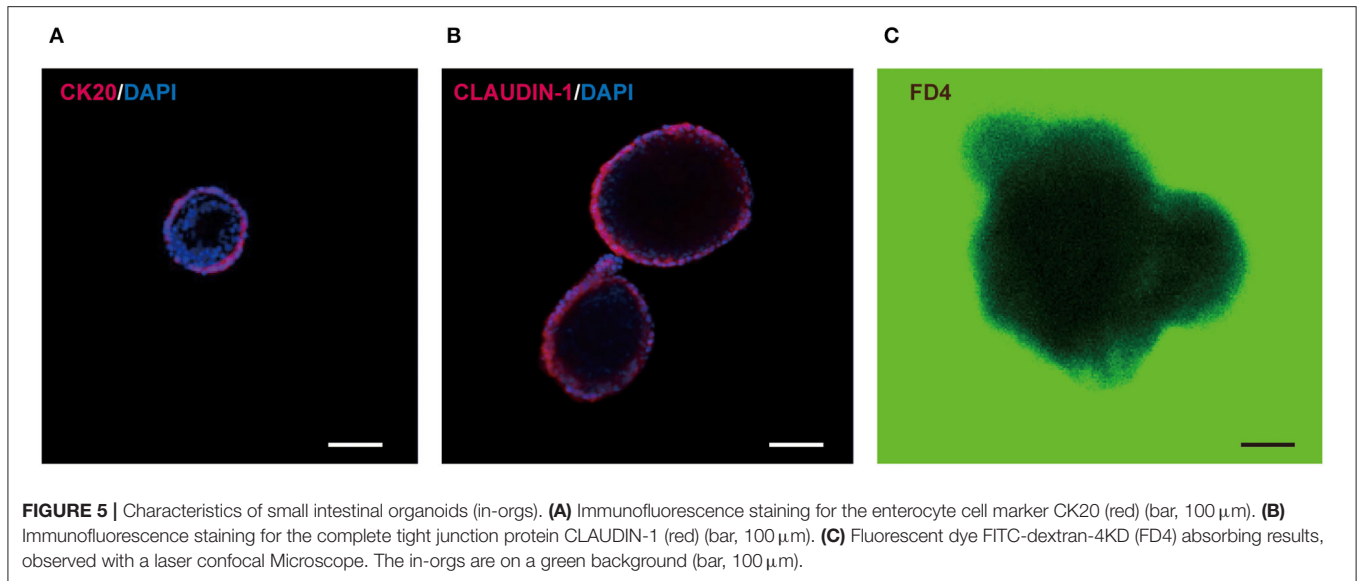 A
B
C
CK20/DAPI
CLAUDIN-1/DAPI
FD4
FIGURE 5 | Characteristics of small intestinal organoids (in-orgs). (A) Immunofluorescence staining for the enterocyte cell marker CK20 (red) (bar, 100 μm). (B)
Immunofluorescence staining for the complete tight junction protein CLAUDIN-1 (red) (bar, 100 μm). (C) Fluorescent dye FITC-dextran-4KD (FD4) absorbing results,
observed with a laser confocal Microscope. The in-orgs are on a green background (bar, 100 μm).